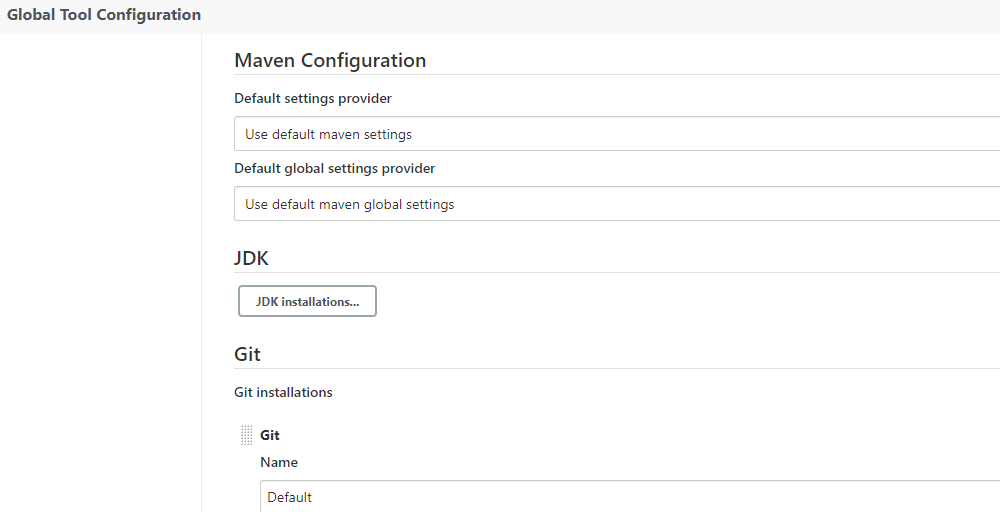 Global Tool Configuration
Maven Configuration
Default settings provider
Use default maven settings
Default global settings provider
Use default maven global settings
JDK
JDK installations...
Git
Git installations
Git
Name
Default